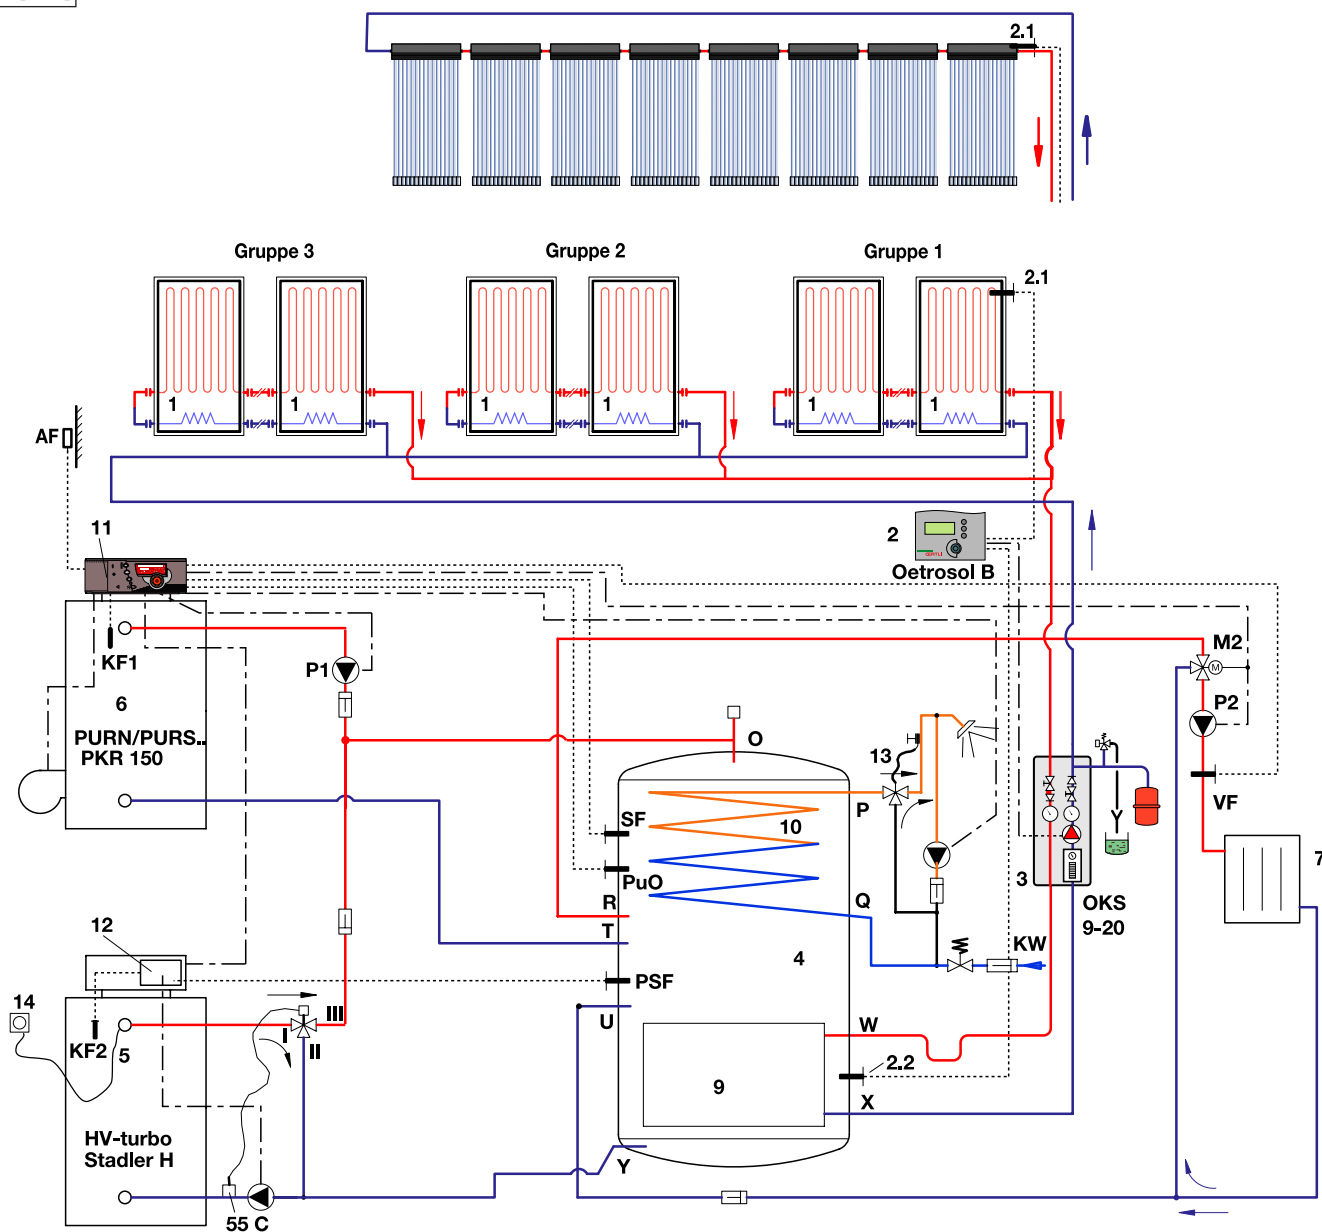 2.1
Gruppe 3
Gruppe 2
Gruppe 1
2.1
1
1
1
1
1
1
AF
11
2
OERTLI
Oetrosol B
KF1
P1
M2
M
6
P2
PURN/PURS..
PKR 150
O
13
VF
P
10
SF
PuO
3
7
R
Q
OKS
9-20
T
12
4
KW
PSF
14
U
III
I
II
W
KF2
5
2.2
9
X
HV-turbo
Stadler H
Y
55 C